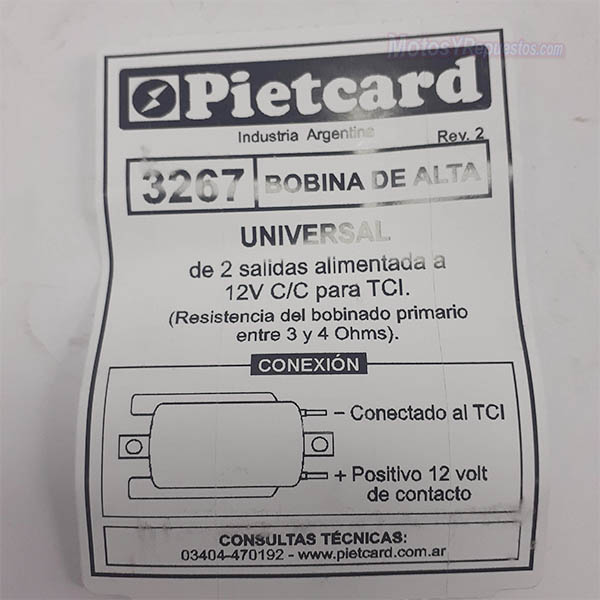 MotosYRepuestos.com
Pietcard
Industria Argentina Rev. 2
3267 BOBINA DE ALTA
UNIVERSAL
de 2 salidas alimentada a
12V C/C para TCI.
(Resistencia del bobinado primario
entre 3 y 4 Ohms).
CONEXIÓN
- Conectado al TCI
+ Positivo 12 volt
de contacto
CONSULTAS TÉCNICAS:
03404-470192 - www.pietcard.com.ar